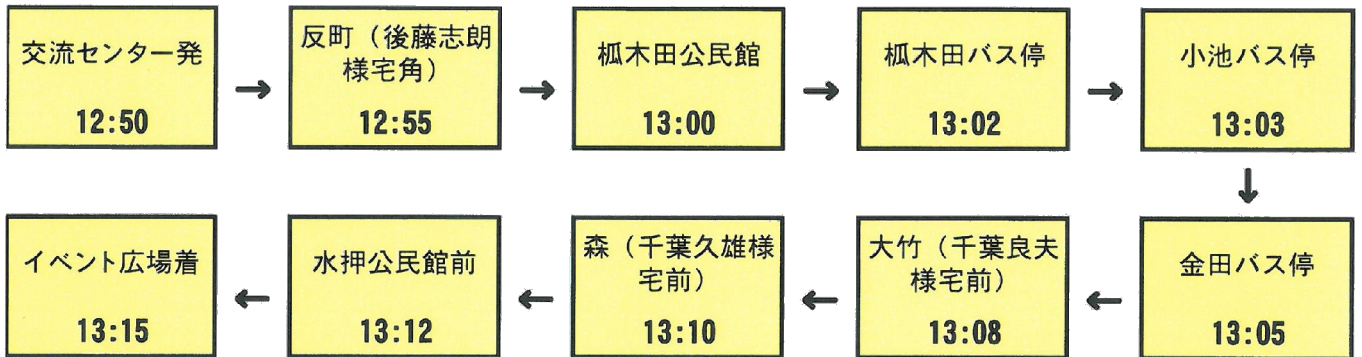 交流センター発
12:50
→
反町（後藤志朗
様宅角）
12:55
→
柧木田公民館
13:00
→
柧木田バス停
13:02
→
小池バス停
13:03
↓
金田バス停
13:05
←
大竹（千葉良夫
様宅前）
13:08
←
森（千葉久雄様
宅前）
13:10
←
水押公民館前
13:12
←
イベント広場着
13:15